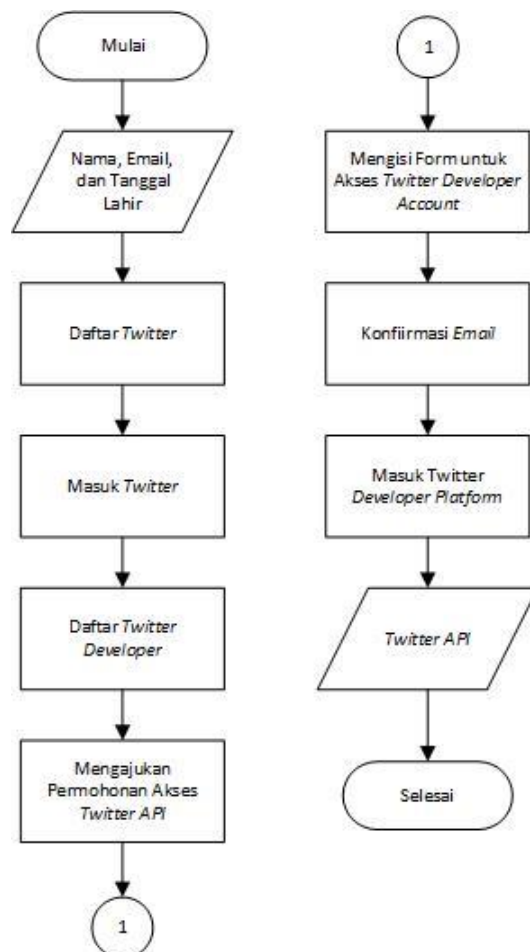 Mulai
Nama, Email,
dan Tanggal
Lahir
Daftar Twitter
Masuk Twitter
Daftar Twitter
Developer
Mengajukan
Permohonan Akses
Twitter API
1
1
Mengisi Form untuk
Akses Twitter Developer
Account
Konfiirmasi Email
Masuk Twitter
Developer Platform
Twitter API
Selesai